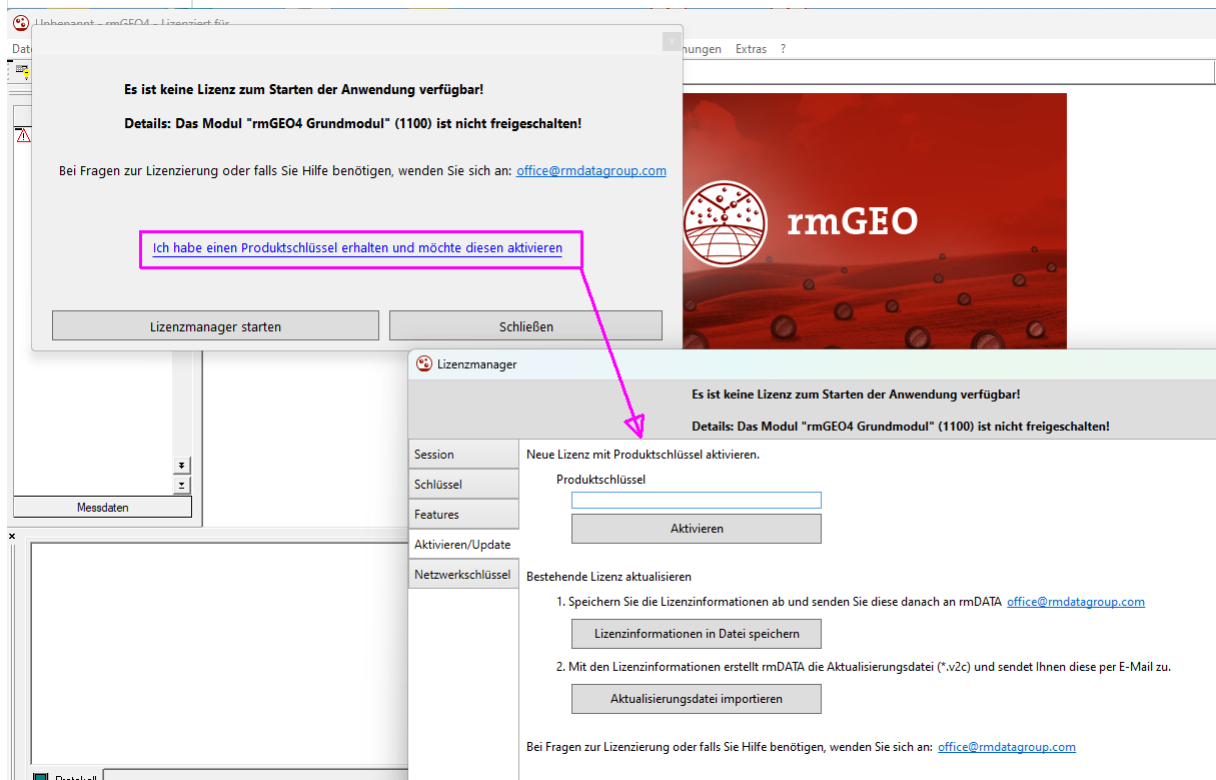 Unbenannt - rmGEO4 - Lizenziert für
nungen Extras ?
Es ist keine Lizenz zum Starten der Anwendung verfügbar!
Details: Das Modul "rmGEO4 Grundmodul" (1100) ist nicht freigeschalten!
Bei Fragen zur Lizenzierung oder falls Sie Hilfe benötigen, wenden Sie sich an: office@rmdatagroup.com
Ich habe einen Produktschlüssel erhalten und möchte diesen aktivieren
Lizenzmanager starten
Schließen
rmGEO
Messdaten
Protokoll
Lizenzmanager
Es ist keine Lizenz zum Starten der Anwendung verfügbar!
Details: Das Modul "rmGEO4 Grundmodul" (1100) ist nicht freigeschalten!
Session
Schlüssel
Features
Aktivieren/Update
Netzwerkschlüssel
Neue Lizenz mit Produktschlüssel aktivieren.
Produktschlüssel
Aktivieren
Bestehende Lizenz aktualisieren
1. Speichern Sie die Lizenzinformationen ab und senden Sie diese danach an rmDATA office@rmdatagroup.com
Lizenzinformationen in Datei speichern
2. Mit den Lizenzinformationen erstellt rmDATA die Aktualisierungsdatei (*.v2c) und sendet Ihnen diese per E-Mail zu.
Aktualisierungsdatei importieren
Bei Fragen zur Lizenzierung oder falls Sie Hilfe benötigen, wenden Sie sich an: office@rmdatagroup.com